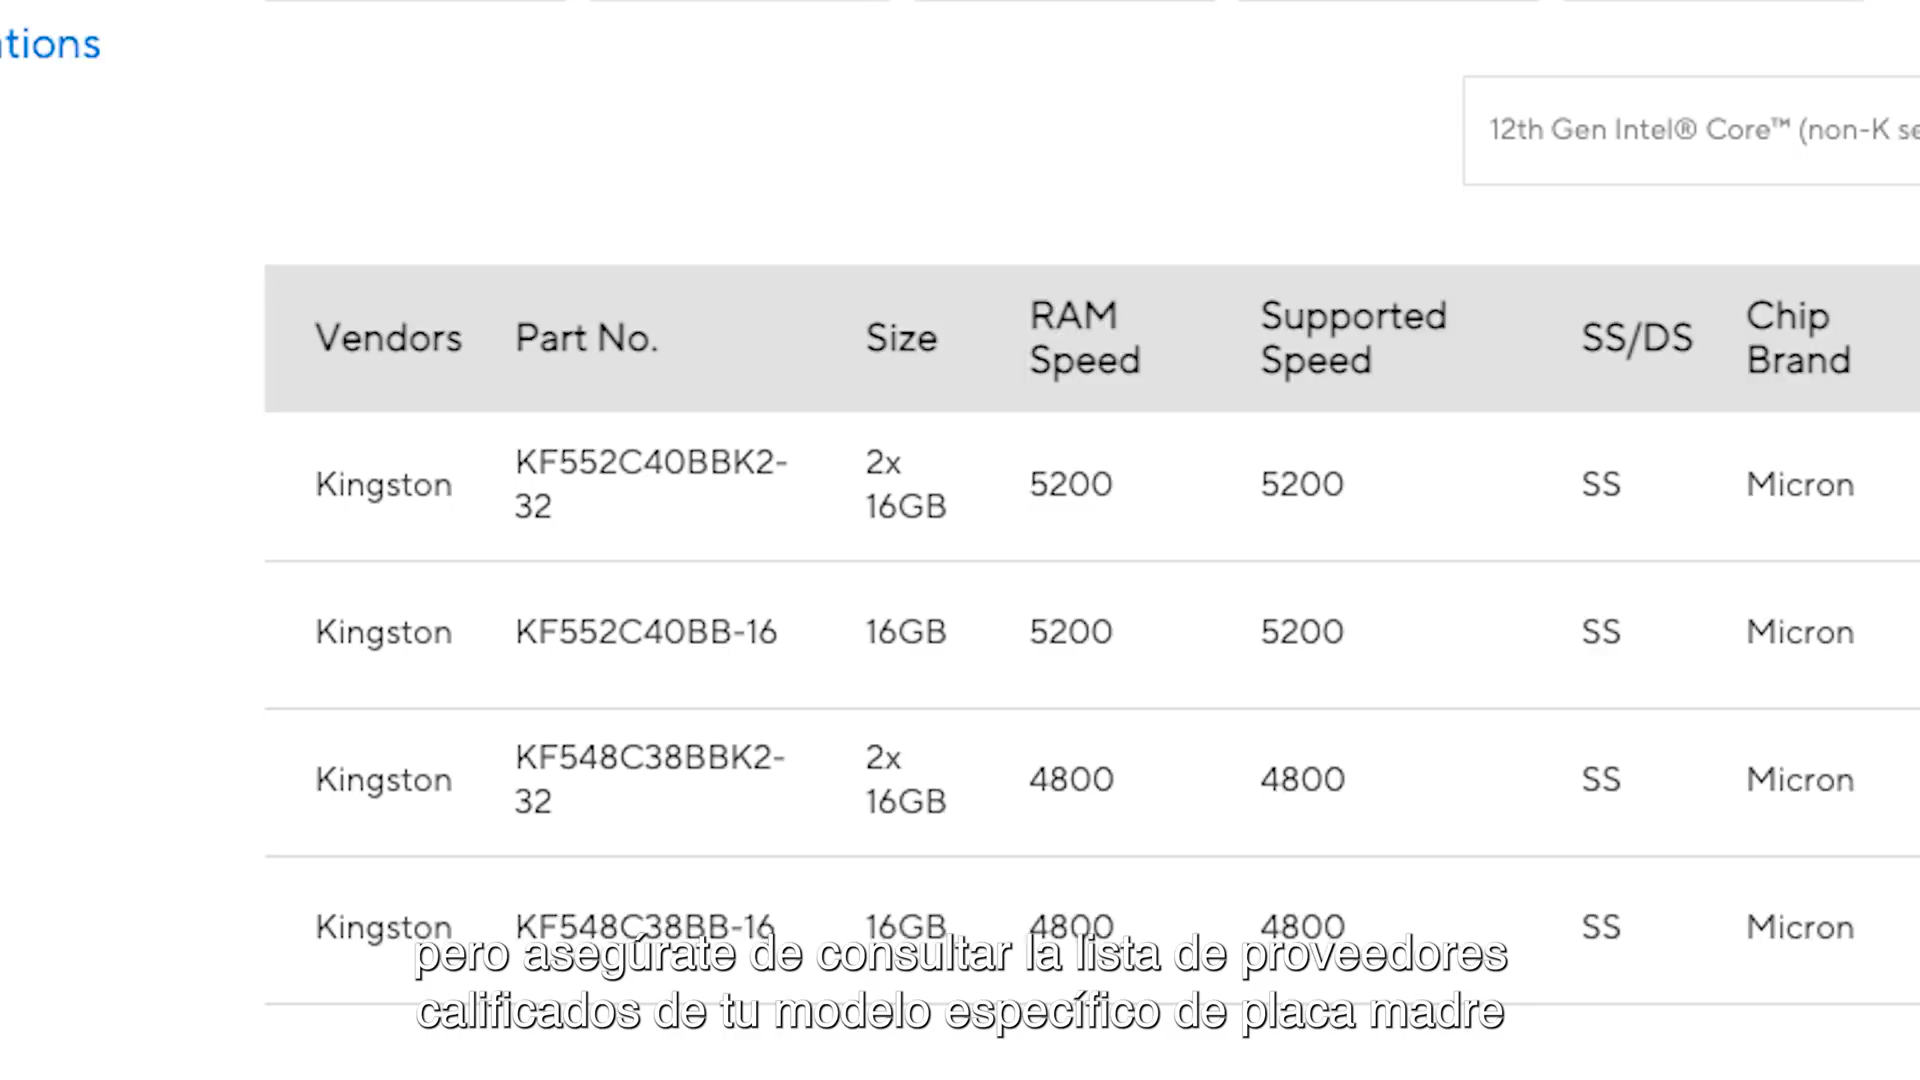 12th Gen Intel® Core™ (non-K
Vendors Part No. Size RAM Speed Supported Speed SS/DS Chip Brand
Kingston KF552C40BBK2-32 2x 16GB 5200 5200 SS Micron
Kingston KF552C40BB-16 16GB 5200 5200 SS Micron
Kingston KF548C38BBK2-32 2x 16GB 4800 4800 SS Micron
Kingston KF548C38BB-16 16GB 4800 4800 SS Micron
pero asegúrate de consultar la lista de proveedores
calificados de tu modelo específico de placa madre